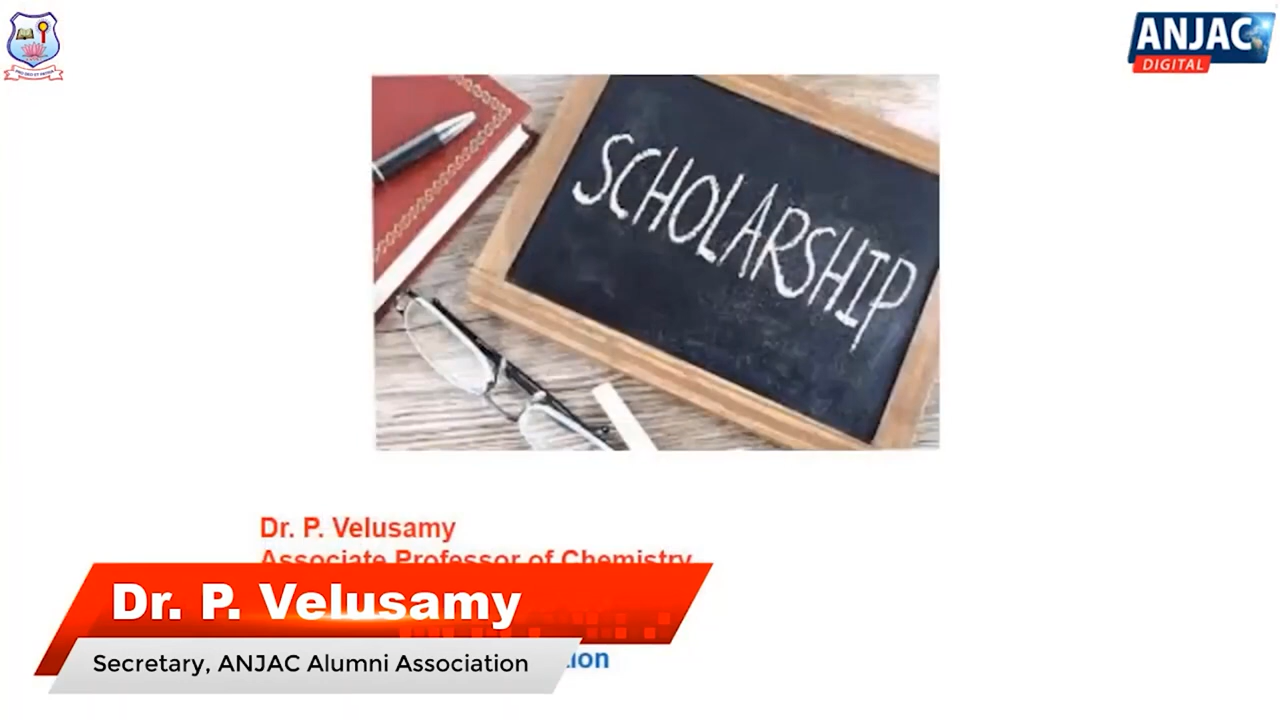 ANJAC
DIGITAL
SCHOLARSHIP
Dr. P. Velusamy
Associate Professor of Chemistry
Dr. P. Velusamy
Secretary, ANJAC Alumni Association